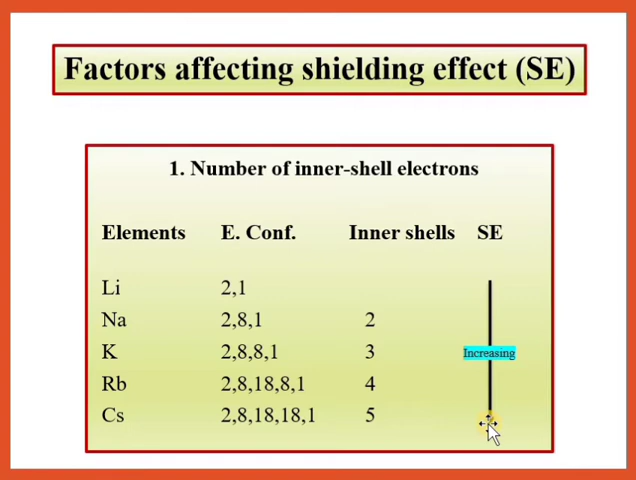 Factors affecting shielding effect (SE)
1. Number of inner-shell electrons
Elements E. Conf. Inner shells SE
Li 2,1
Na 2,8,1 2
K 2,8,8,1 3 Increasing
Rb 2,8,18,8,1 4
Cs 2,8,18,18,1 5